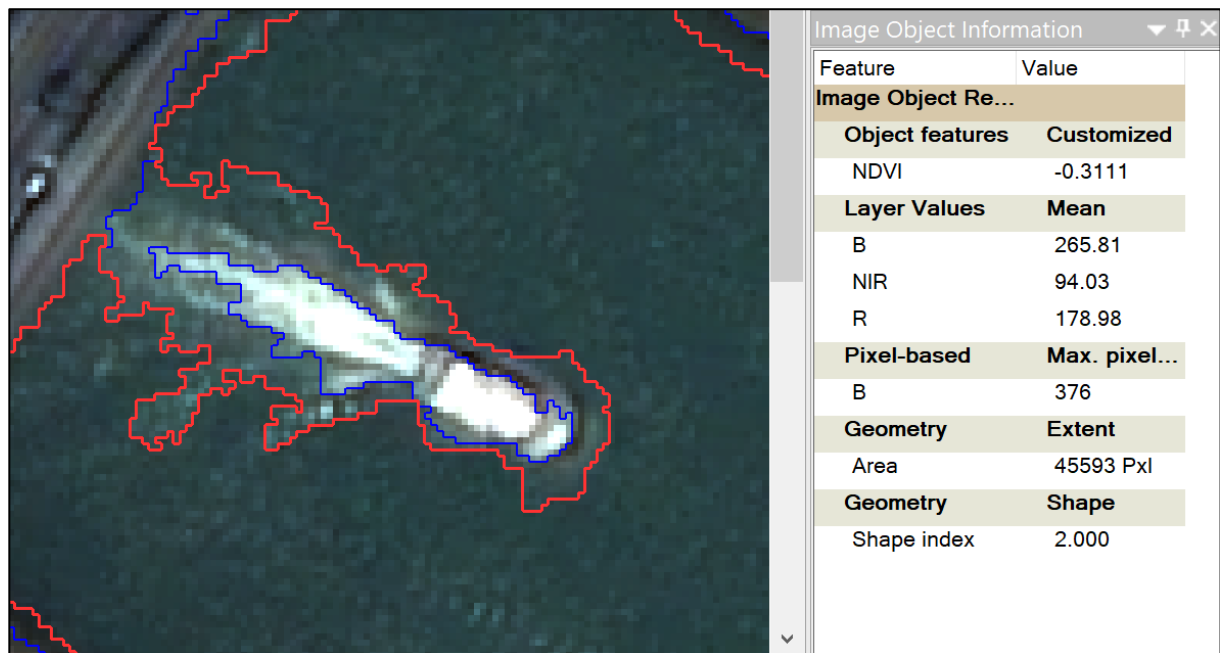 Image Object Information
Feature Value
Image Object Re...
Object features Customized
NDVI -0.3111
Layer Values Mean
B 265.81
NIR 94.03
R 178.98
Pixel-based Max. pixel...
B 376
Geometry Extent
Area 45593 Pxl
Geometry Shape
Shape index 2.000